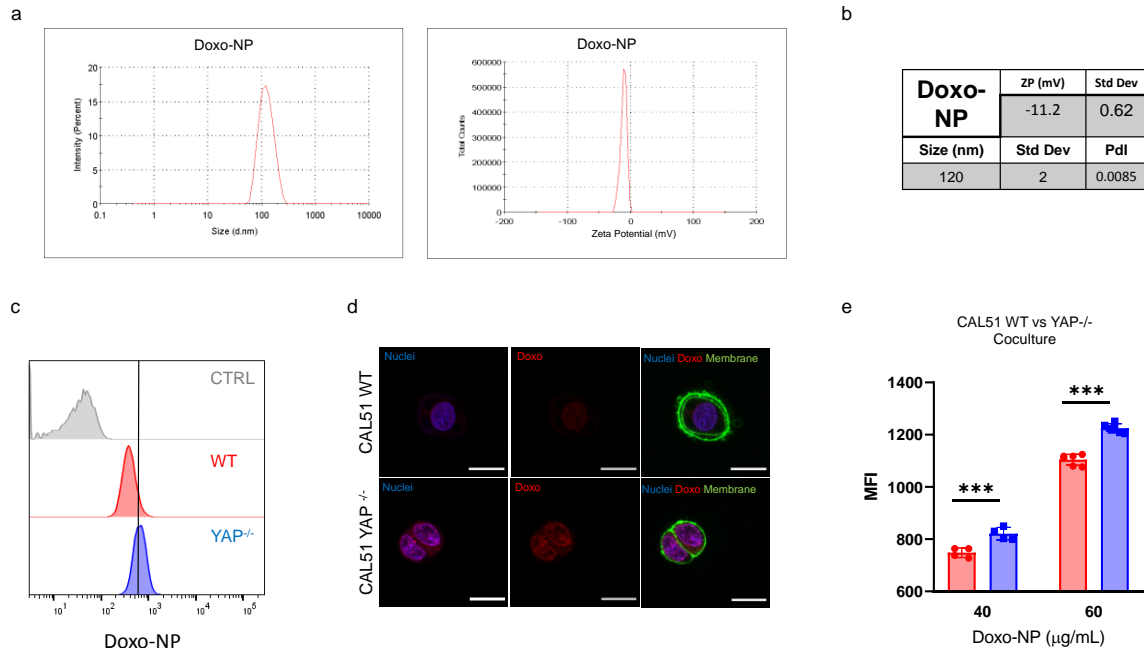 a
Doxo-NP
Intensity (Percent)
20
15
10
5
0
0.1 1 10 100 1000 10000
Size (d.nm)
Doxo-NP
Total Counts
600000
500000
400000
300000
200000
100000
0
-200 -100 0 100 200
Zeta Potential (mV)
b
Doxo-NP
ZP (mV) Std Dev
-11.2 0.62
Size (nm) Std Dev PdI
120 2 0.0085
c
CTRL
WT
YAP-/-
10¹ 10² 10³ 10⁴ 10⁵
Doxo-NP
d
CAL51 WT
Nuclei
Doxo
Nuclei Doxo Membrane
CAL51 YAP -/-
Nuclei
Doxo
Nuclei Doxo Membrane
e
CAL51 WT vs YAP-/-
Coculture
MFI
1400
1200
1000
800
600
***
***
40 60
Doxo-NP (µg/mL)